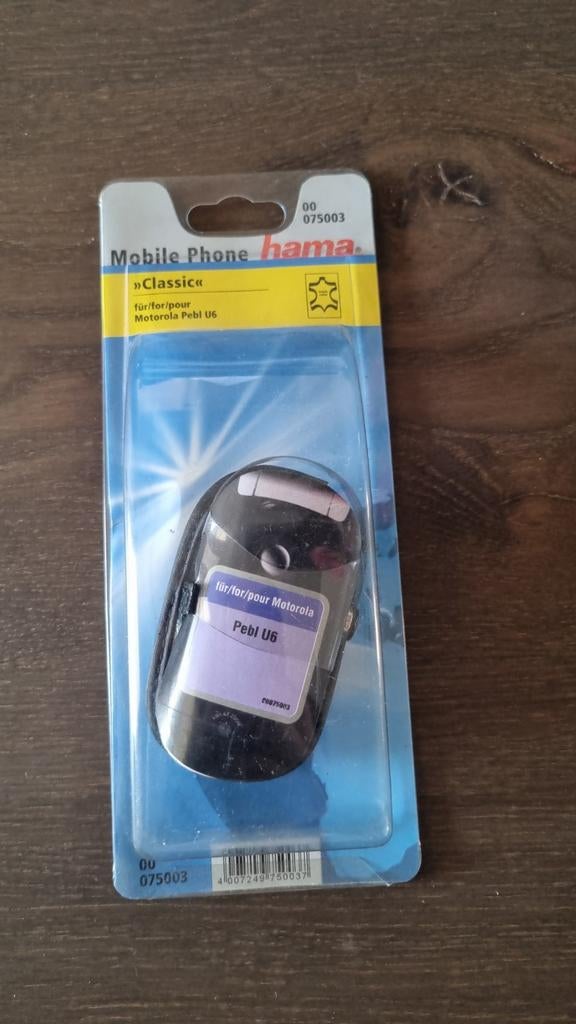 00
075003
Mobile Phone hama®
»Classic«
für/for/pour
Motorola Pebl U6
für/for/pour Motorola
Pebl U6
00075003
00
075003
4 007249 750037